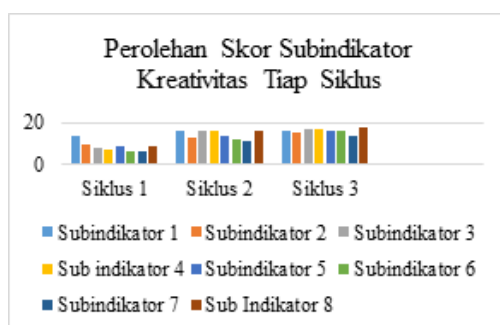 Perolehan Skor Subindikator
Kreativitas Tiap Siklus
20
0
Siklus 1 Siklus 2 Siklus 3
Subindikator 1 Subindikator 2 Subindikator 3
Sub indikator 4 Subindikator 5 Subindikator 6
Subindikator 7 Sub Indikator 8